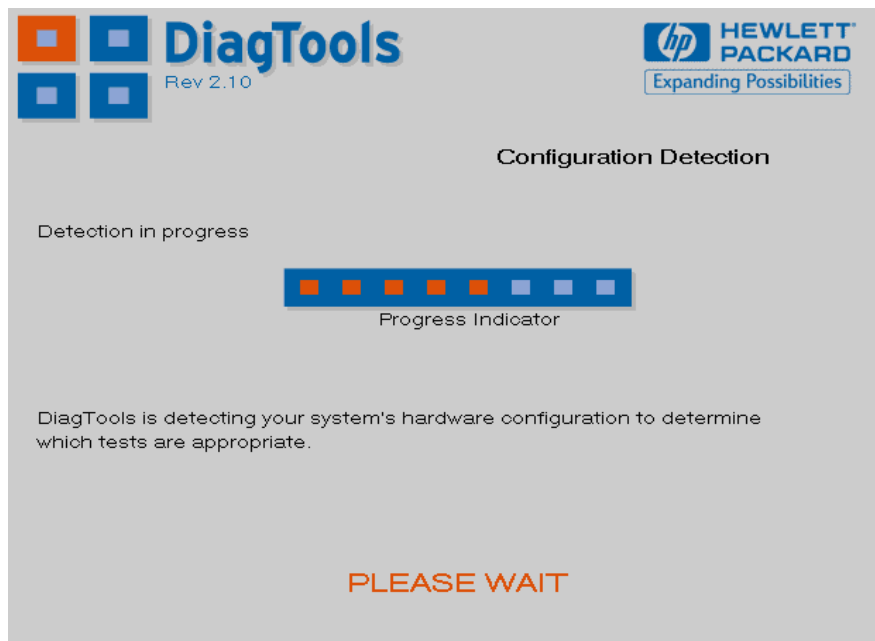 DiagTools
Rev 2.10
hp HEWLETT
PACKARD
Expanding Possibilities
Configuration Detection
Detection in progress
Progress Indicator
DiagTools is detecting your system's hardware configuration to determine
which tests are appropriate.
PLEASE WAIT